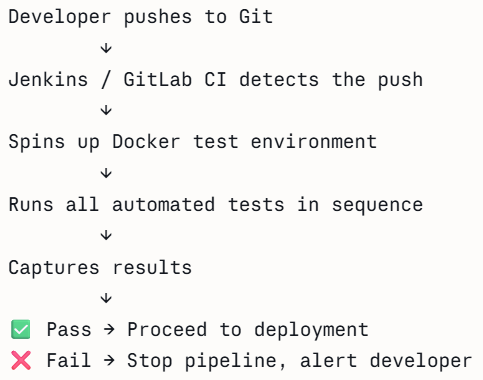 Developer pushes to Git
↓
Jenkins / GitLab CI detects the push
↓
Spins up Docker test environment
↓
Runs all automated tests in sequence
↓
Captures results
↓
✅ Pass → Proceed to deployment
❌ Fail → Stop pipeline, alert developer